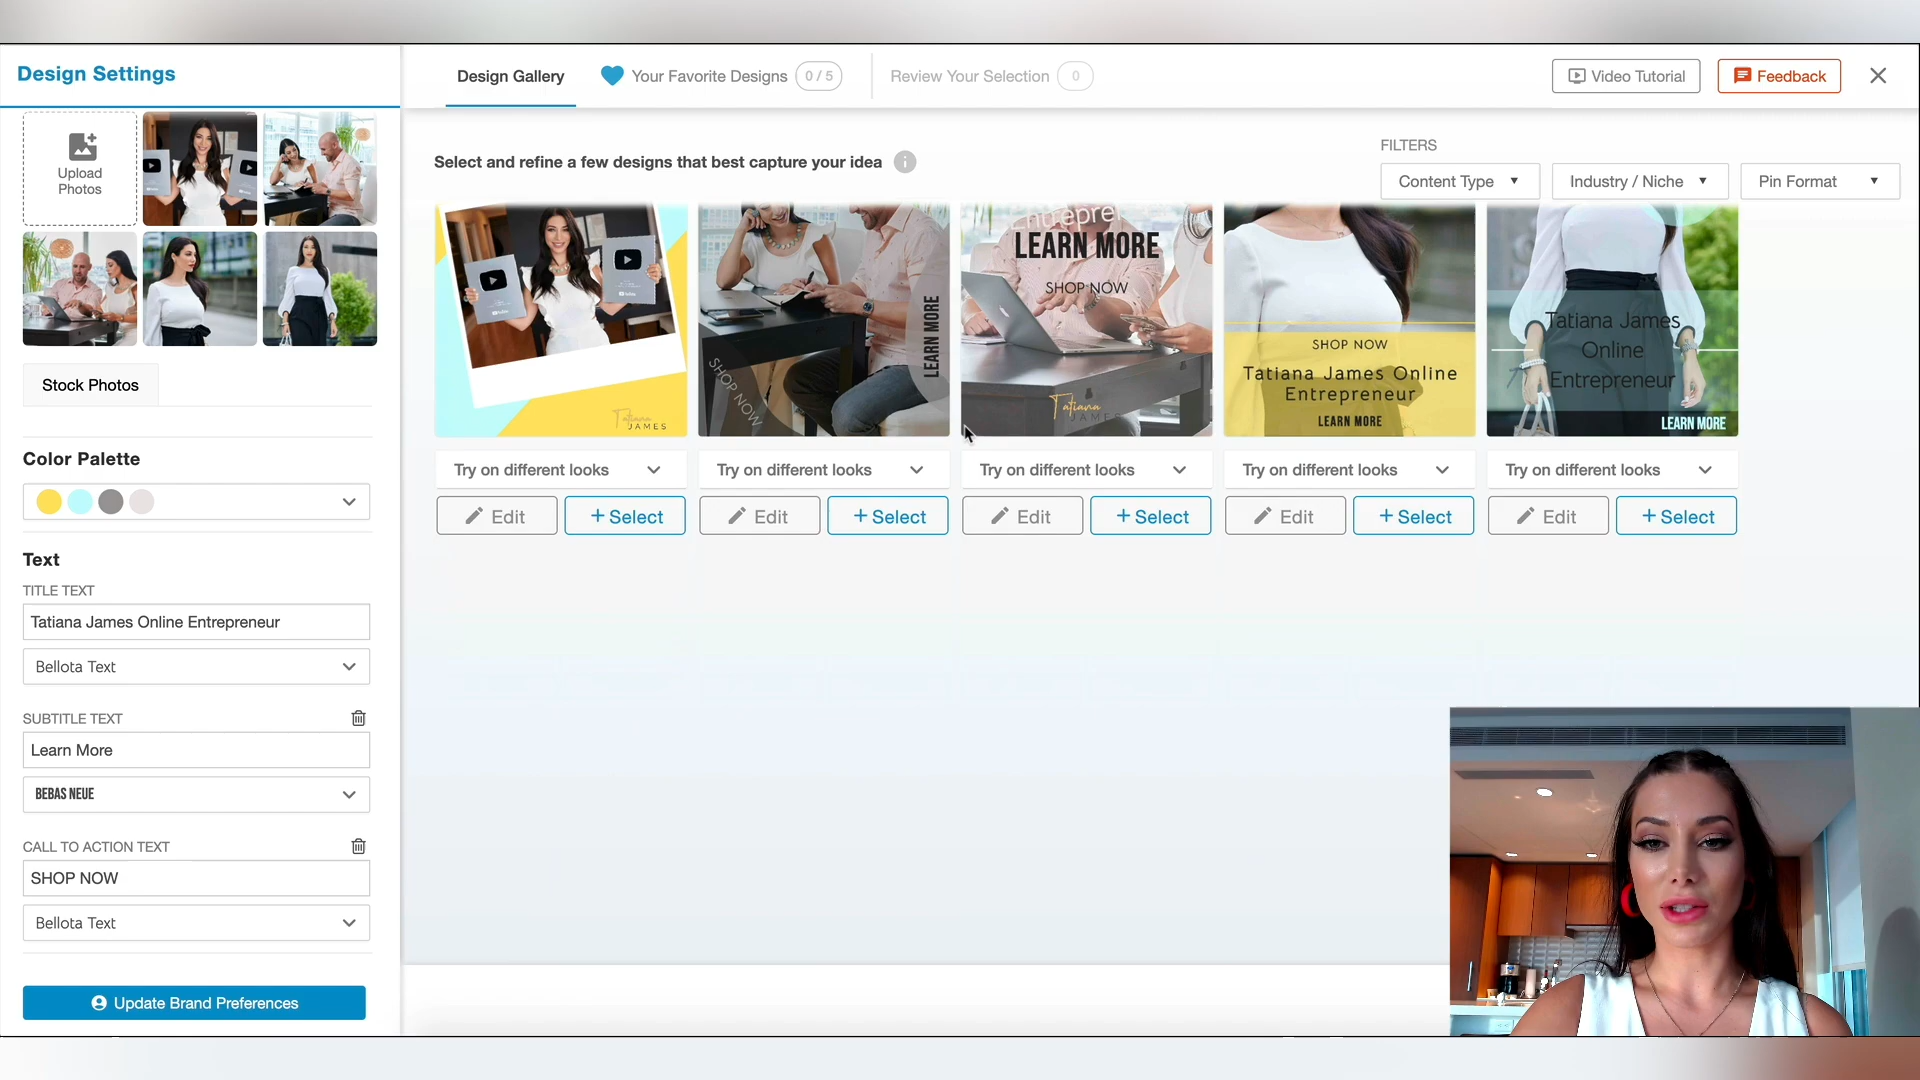 Design Settings
Design Gallery
Your Favorite Designs
0 / 5
Review Your Selection
0
Video Tutorial
Feedback
Upload
Photos
Stock Photos
Color Palette
Text
TITLE TEXT
Tatiana James Online Entrepreneur
Bellota Text
SUBTITLE TEXT
Learn More
BEBAS NEUE
CALL TO ACTION TEXT
SHOP NOW
Bellota Text
Update Brand Preferences
Select and refine a few designs that best capture your idea
FILTERS
Content Type
Industry / Niche
Pin Format
Tatiana
JAMES
LEARN MORE
SHOP NOW
LEARN MORE
SHOP NOW
Tatiana
JAMES
SHOP NOW
Tatiana James Online
Entrepreneur
LEARN MORE
Tatiana James
Online
Entrepreneur
LEARN MORE
Try on different looks
Try on different looks
Try on different looks
Try on different looks
Try on different looks
Edit
+ Select
Edit
+ Select
Edit
+ Select
Edit
+ Select
Edit
+ Select